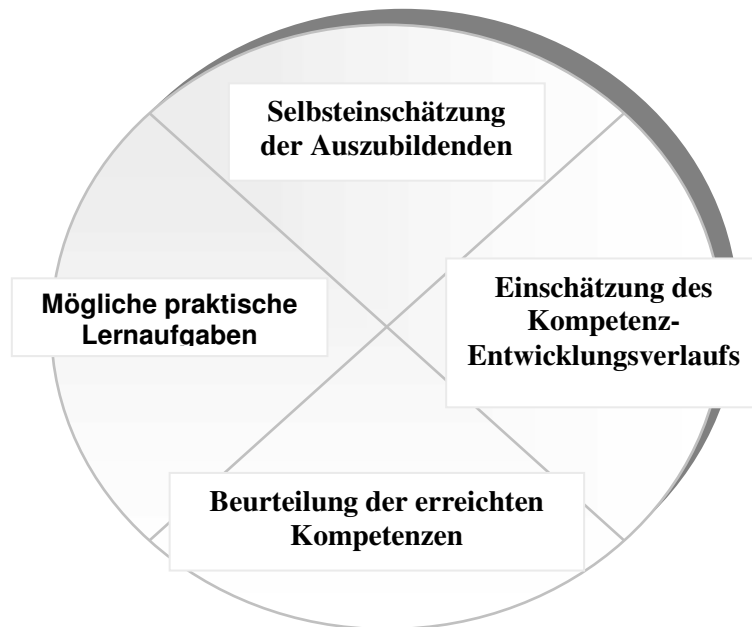 Selbsteinschätzung
der Auszubildenden
Mögliche praktische
Lernaufgaben
Einschätzung des
Kompetenz-
Entwicklungsverlaufs
Beurteilung der erreichten
Kompetenzen